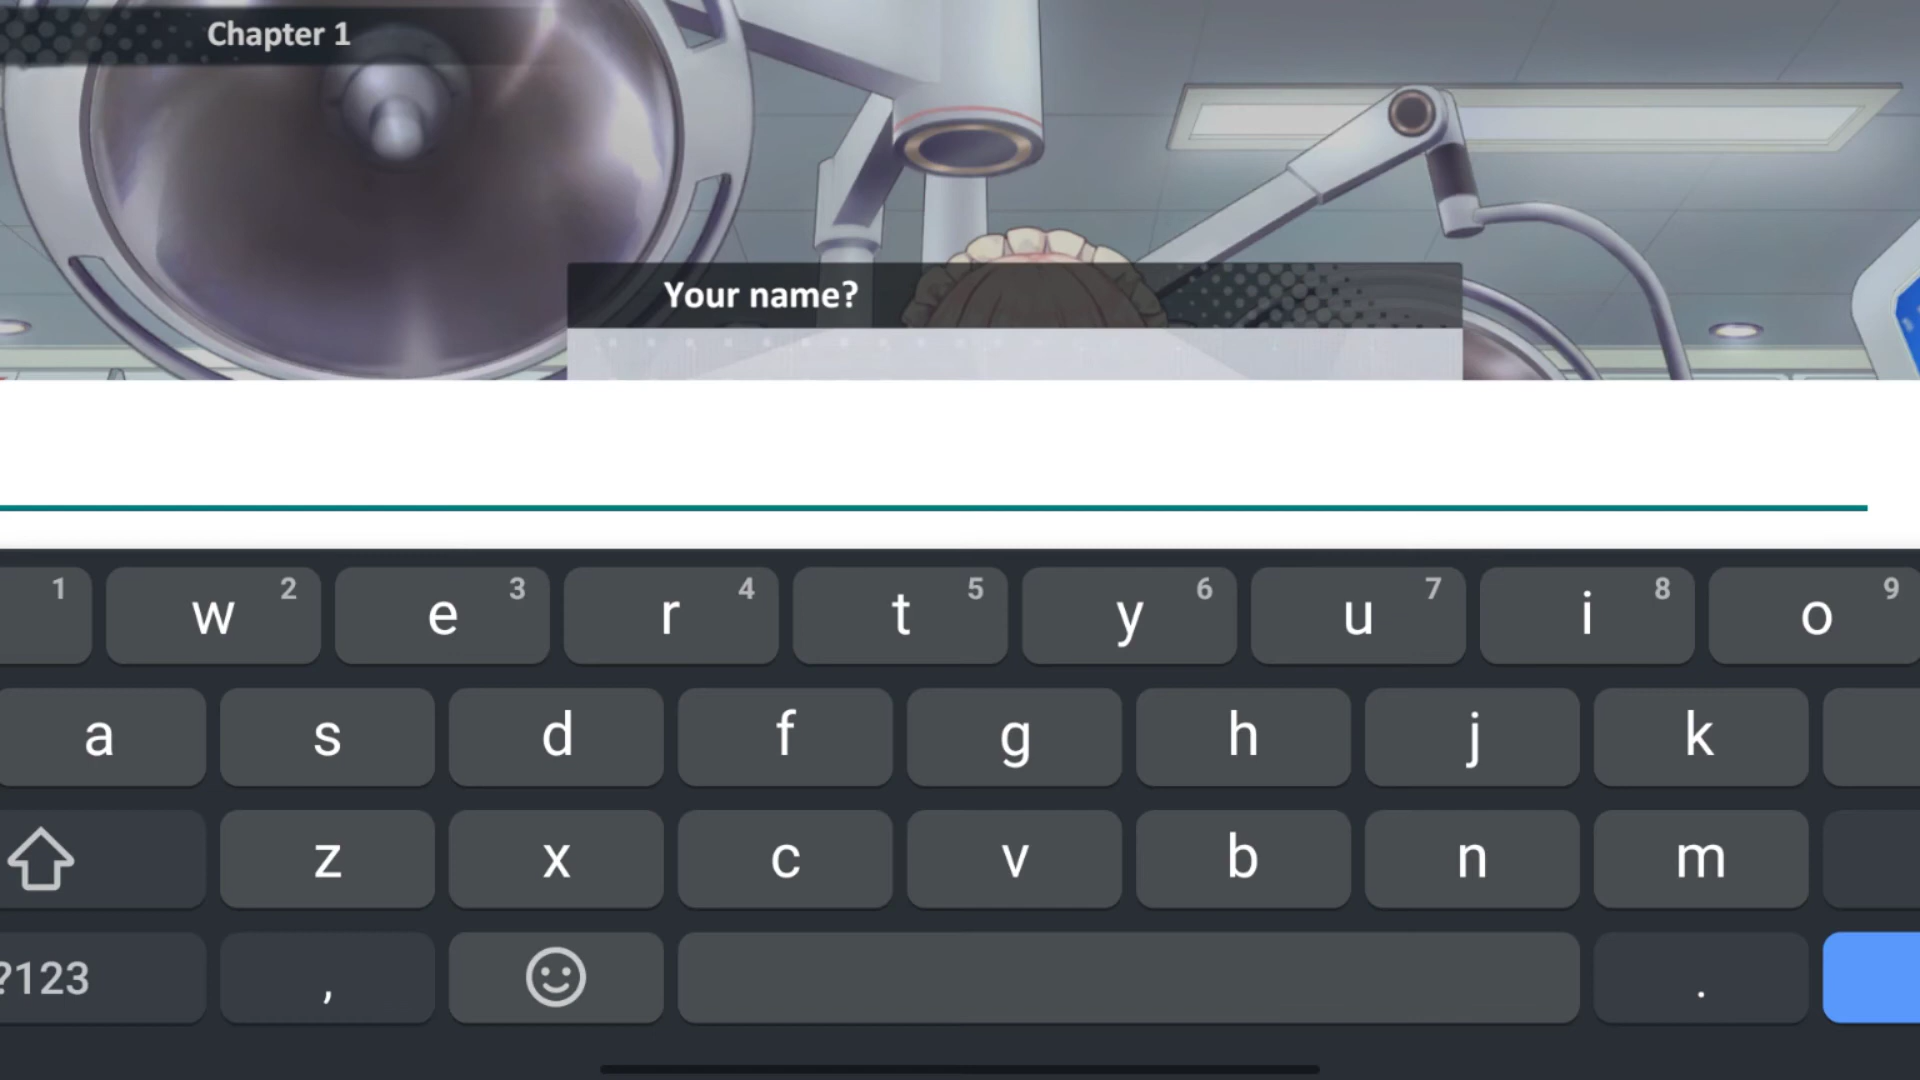 Chapter 1
Your name?
1 2 3 4 5 6 7 8 9
w e r t y u i o
a s d f g h j k
z x c v b n m
?123 , .